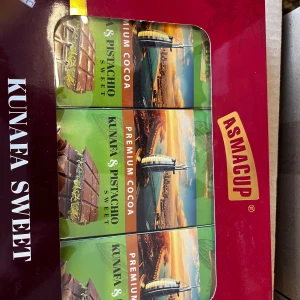 PREMIUM COCOA
& PISTACHIO
SWEET
PREMIUM COCOA
KUNAFA & PISTACHIO
SWEET
PREMIUM
KUNAFA &
ASMACUP®
KUNAFA SWEET